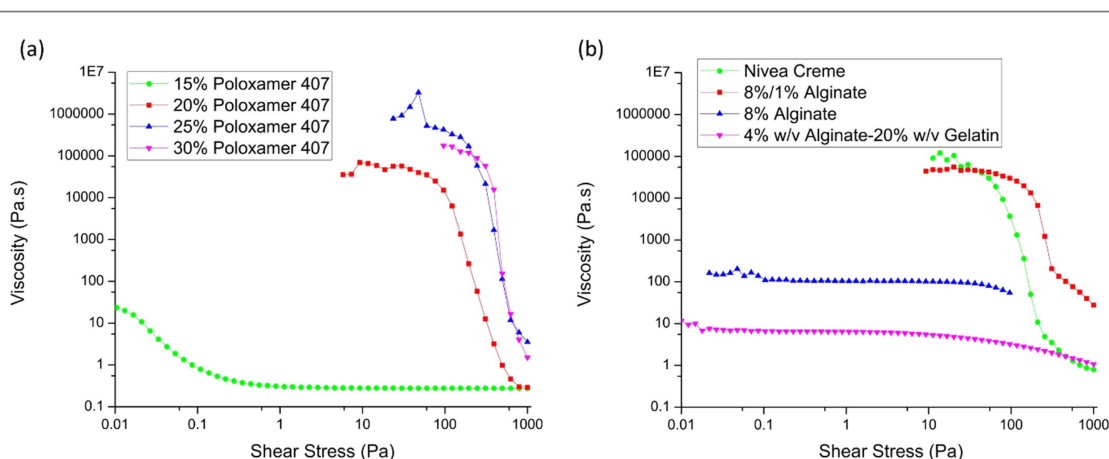 (a)
15% Poloxamer 407
20% Poloxamer 407
25% Poloxamer 407
30% Poloxamer 407
1E7
1000000
100000
10000
1000
100
10
1
0.1
Viscosity (Pa.s)
0.01
0.1
1
10
100
1000
Shear Stress (Pa)
(b)
Nivea Creme
8%/1% Alginate
8% Alginate
4% w/v Alginate-20% w/v Gelatin
1E7
1000000
100000
10000
1000
100
10
1
0.1
Viscosity (Pa.s)
0.01
0.1
1
10
100
1000
Shear Stress (Pa)